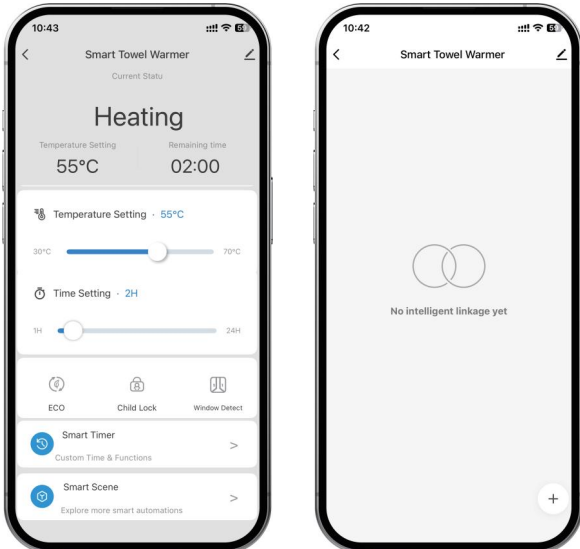 10:43
Smart Towel Warmer
Current Statu
Heating
Temperature Setting
Remaining time
55°C
02:00
Temperature Setting · 55°C
30°C
70°C
Time Setting · 2H
1H
24H
ECO
Child Lock
Window Detect
Smart Timer
Custom Time & Functions
>
Smart Scene
Explore more smart automations
>
10:42
Smart Towel Warmer
No intelligent linkage yet
+